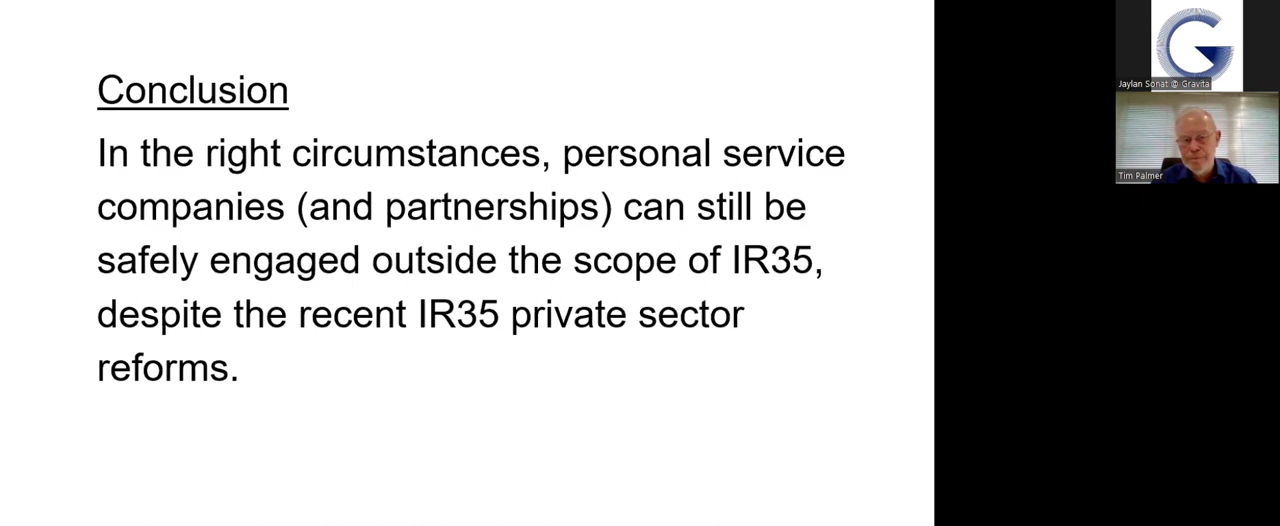 Conclusion
In the right circumstances, personal service
companies (and partnerships) can still be
safely engaged outside the scope of IR35,
despite the recent IR35 private sector
reforms.
G
Jaylan Sonat @ Gravita
Tim Palmer